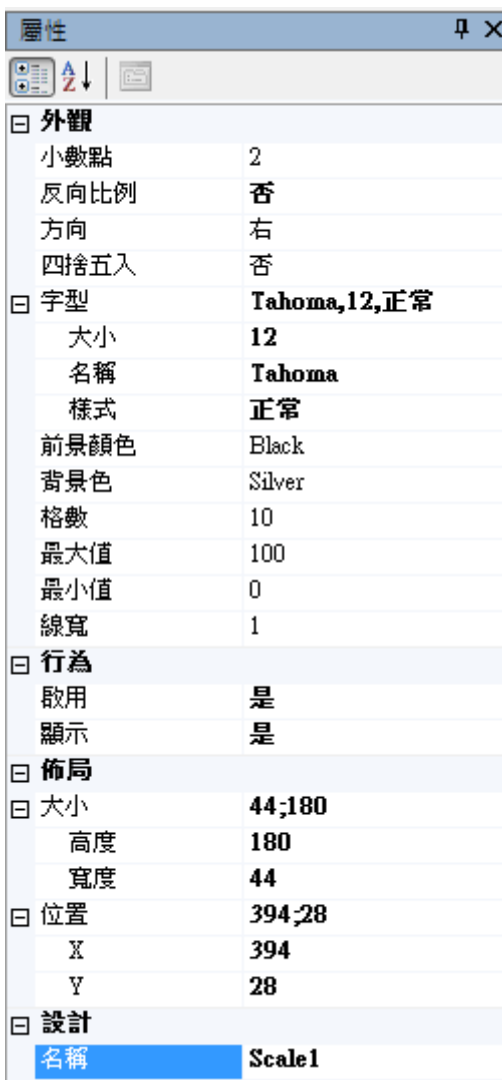 屬性
外觀
小數點 2
反向比例 否
方向 右
四捨五入 否
字型 Tahoma,12,正常
大小 12
名稱 Tahoma
樣式 正常
前景顏色 Black
背景色 Silver
格數 10
最大值 100
最小值 0
線寬 1
行為
啟用 是
顯示 是
佈局
大小 44;180
高度 180
寬度 44
位置 394;28
X 394
Y 28
設計
名稱 Scale1